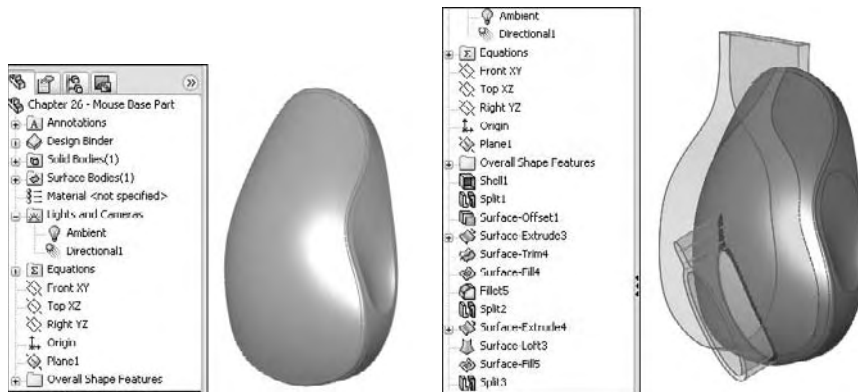 Chapter 26 - Mouse Base Part
Annotations
Design Binder
Solid Bodies(1)
Surface Bodies(1)
Material <not specified>
Lights and Cameras
Ambient
Directional1
Equations
Front XY
Top XZ
Right YZ
Origin
Plane1
Overall Shape Features
Ambient
Directional1
Equations
Front XY
Top XZ
Right YZ
Origin
Plane1
Overall Shape Features
Shell1
Split1
Surface-Offset1
Surface-Extrude3
Surface-Trim4
Surface-Fill4
Fillet5
Split2
Surface-Extrude4
Surface-Loft3
Surface-Fill5
Split3